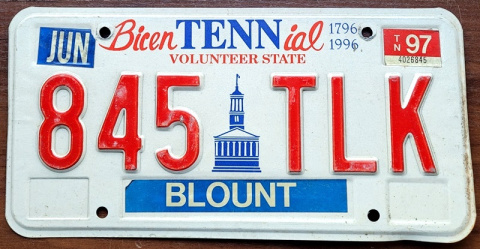 JUN BicenTENNial 1796 1996 TN 97
4026845
VOLUNTEER STATE
845 TLK
BLOUNT